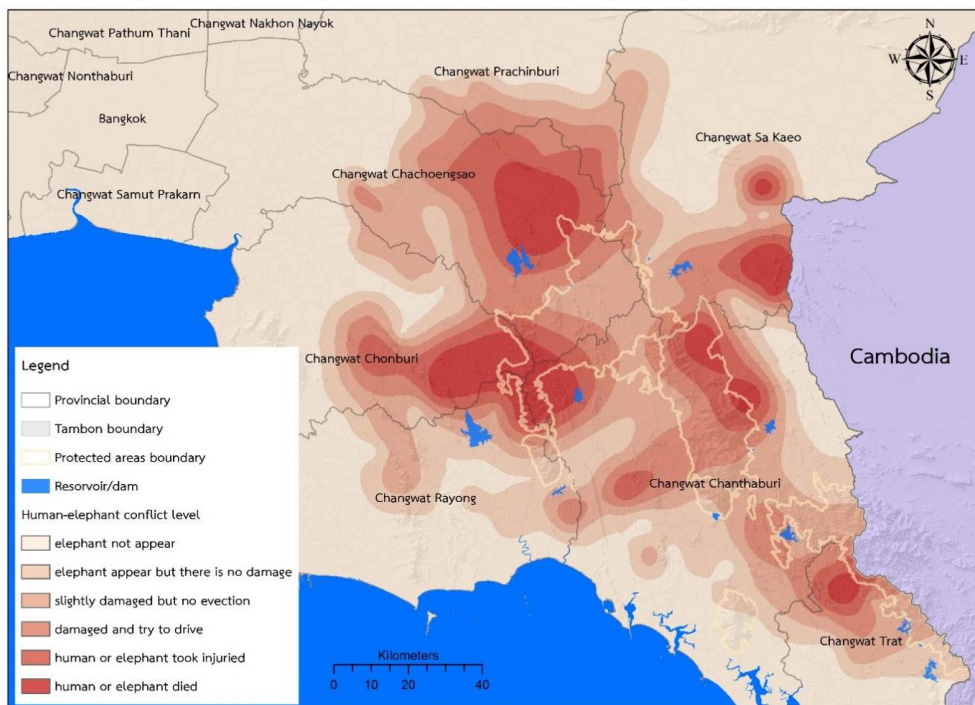 Changwat Nakhon Nayok
Changwat Pathum Thani
N
W E
S
Changwat Nonthaburi
Changwat Prachinburi
Bangkok
Changwat Sa Kaeo
Changwat Chachoengsao
Changwat Samut Prakarn
Changwat Chonburi
Cambodia
Changwat Chanthaburi
Changwat Rayong
Changwat Trat
Legend
Provincial boundary
Tambon boundary
Protected areas boundary
Reservoir/dam
Human-elephant conflict level
elephant not appear
elephant appear but there is no damage
slightly damaged but no evection
damaged and try to drive
human or elephant took injuried
human or elephant died
Kilometers
0 10 20 40